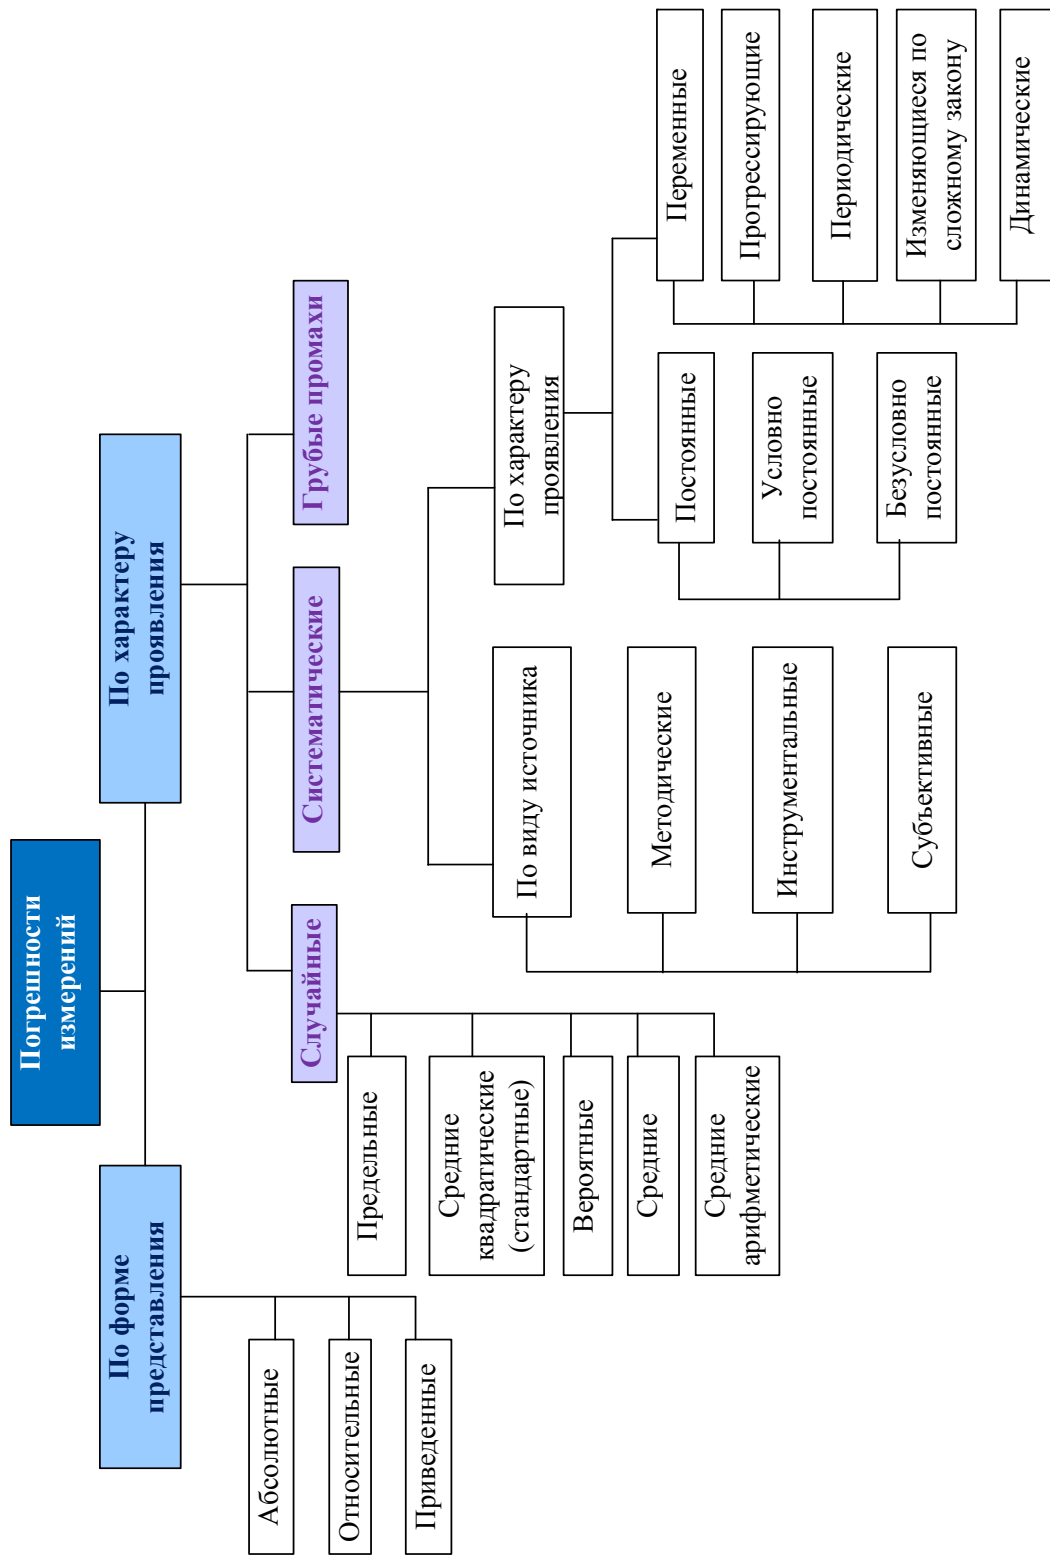 Погрешности
измерений
По форме
представления
По характеру
проявления
Абсолютные
Относительные
Приведенные
Случайные
Систематические
Грубые промахи
Предельные
Средние
квадратические
(стандартные)
Вероятные
Средние
Средние
арифметические
По виду источника
Методические
Инструментальные
Субъективные
По характеру
проявления
Постоянные
Условно
постоянные
Безусловно
постоянные
Переменные
Прогрессирующие
Периодические
Изменяющиеся по
сложному закону
Динамические